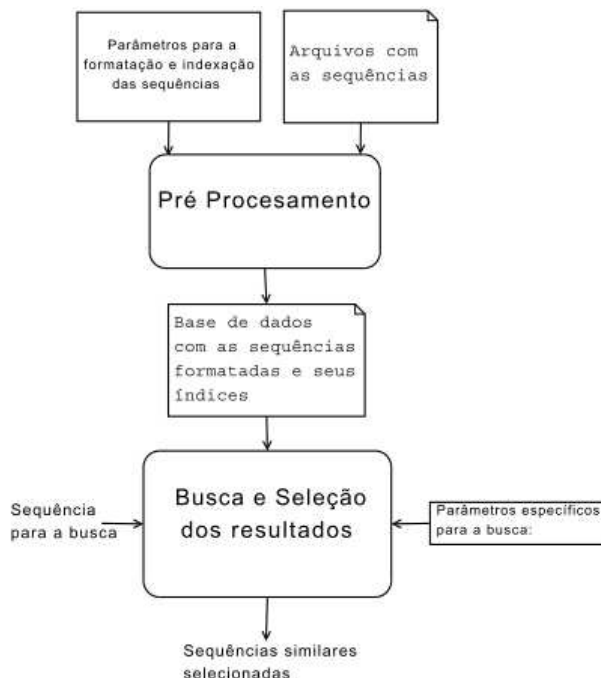 Parâmetros para a
formatação e indexação
das sequências
Arquivos com
as sequências
Pré Procesamento
Base de dados
com as sequências
formatadas e seus
índices
Busca e Seleção
dos resultados
Sequência
para a busca
Parâmetros específicos
para a busca:
Sequências similares
selecionadas